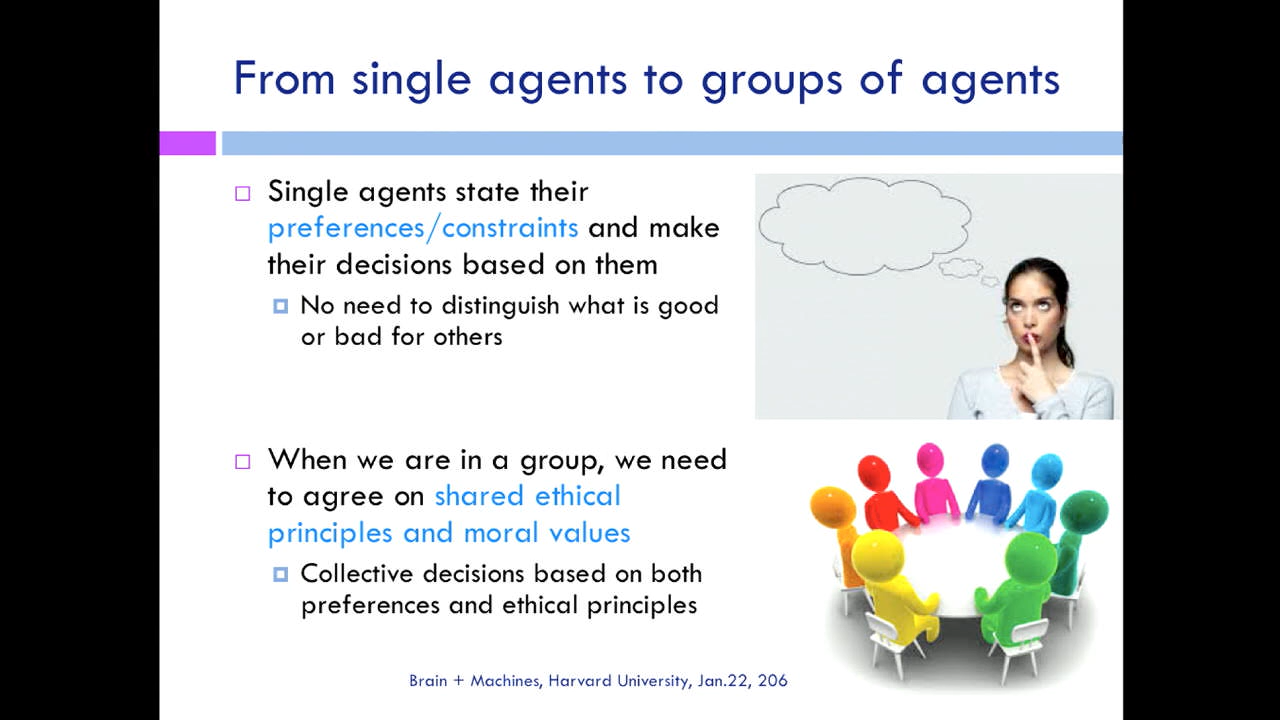 From single agents to groups of agents
Single agents state their
preferences/constraints and make
their decisions based on them
No need to distinguish what is good
or bad for others
When we are in a group, we need
to agree on shared ethical
principles and moral values
Collective decisions based on both
preferences and ethical principles
Brain + Machines, Harvard University, Jan.22, 206